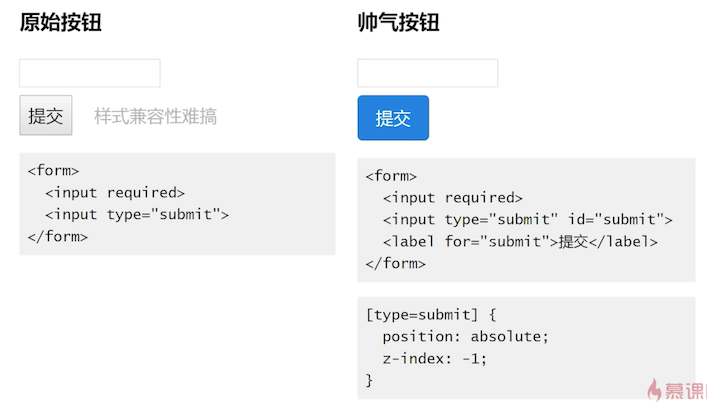 原始按钮
提交 样式兼容性难搞
<form>
  <input required>
  <input type="submit">
</form>
帅气按钮
提交
<form>
  <input required>
  <input type="submit" id="submit">
  <label for="submit">提交</label>
</form>
[type=submit] {
  position: absolute;
  z-index: -1;
}
慕课